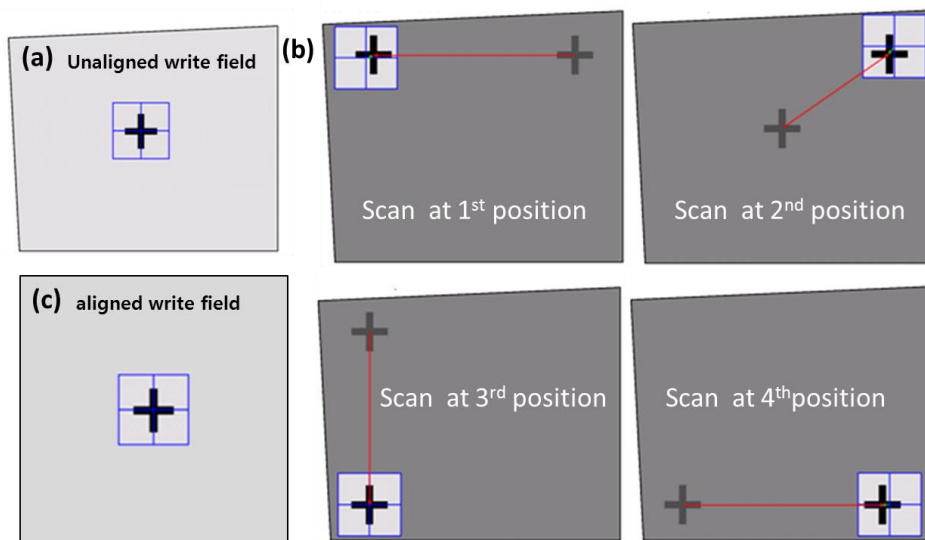 (a) Unaligned write field
(b)
Scan at 1st position
Scan at 2nd position
(c) aligned write field
Scan at 3rd position
Scan at 4thposition